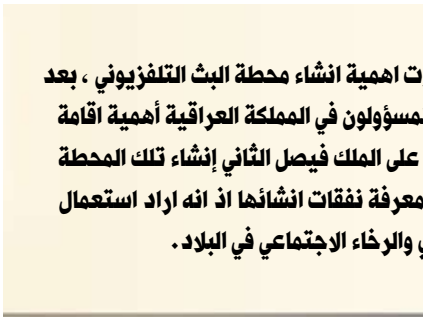 اهمية انشاء محطة البث التلفزيوني ، بعد
المسؤولون في المملكة العراقية أهمية اقامة
على الملك فيصل الثاني إنشاء تلك المحطة
معرفة نفقات انشائها اذ انه اراد استعمال
والرخاء الاجتماعي في البلاد .